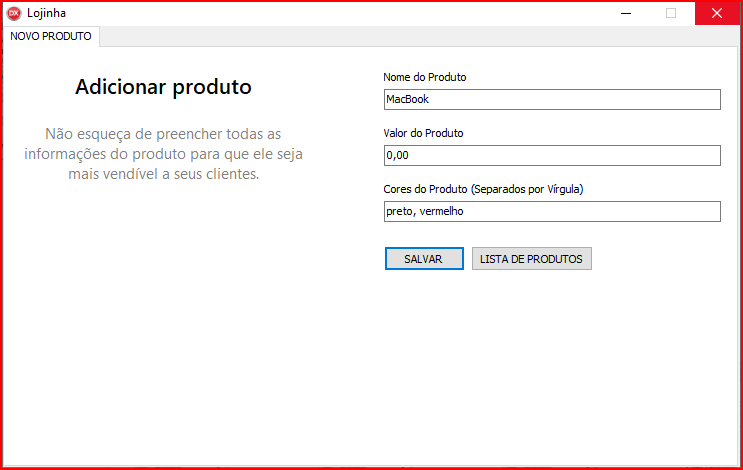 DX Lojinha
NOVO PRODUTO
Adicionar produto
Não esqueça de preencher todas as
informações do produto para que ele seja
mais vendível a seus clientes.
Nome do Produto
MacBook
Valor do Produto
0,00
Cores do Produto (Separados por Vírgula)
preto, vermelho
SALVAR LISTA DE PRODUTOS